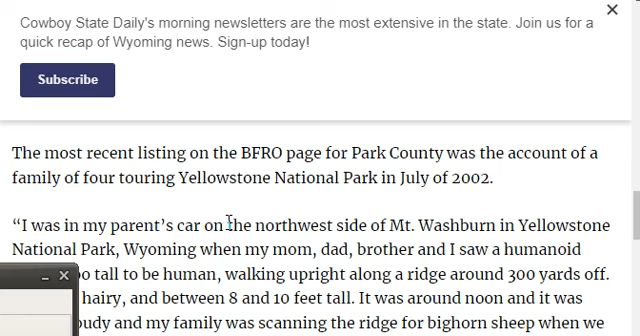 Cowboy State Daily's morning newsletters are the most extensive in the state. Join us for a
quick recap of Wyoming news. Sign-up today!
Subscribe
The most recent listing on the BFRO page for Park County was the account of a
family of four touring Yellowstone National Park in July of 2002.
“I was in my parent’s car on the northwest side of Mt. Washburn in Yellowstone
National Park, Wyoming when my mom, dad, brother and I saw a humanoid
too tall to be human, walking upright along a ridge around 300 yards off.
hairy, and between 8 and 10 feet tall. It was around noon and it was
and my family was scanning the ridge for bighorn sheep when we